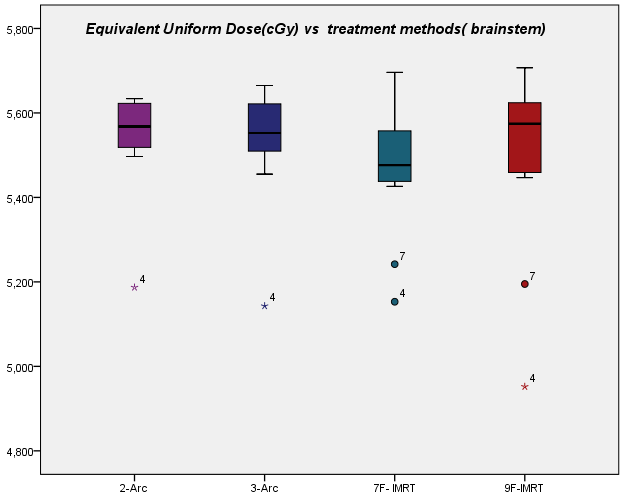 Equivalent Uniform Dose(cGy) vs treatment methods( brainstem)
5,800
5,600
5,400
5,200
5,000
4,800
4
4
7
4
7
4
2-Arc
3-Arc
7F- IMRT
9F-IMRT